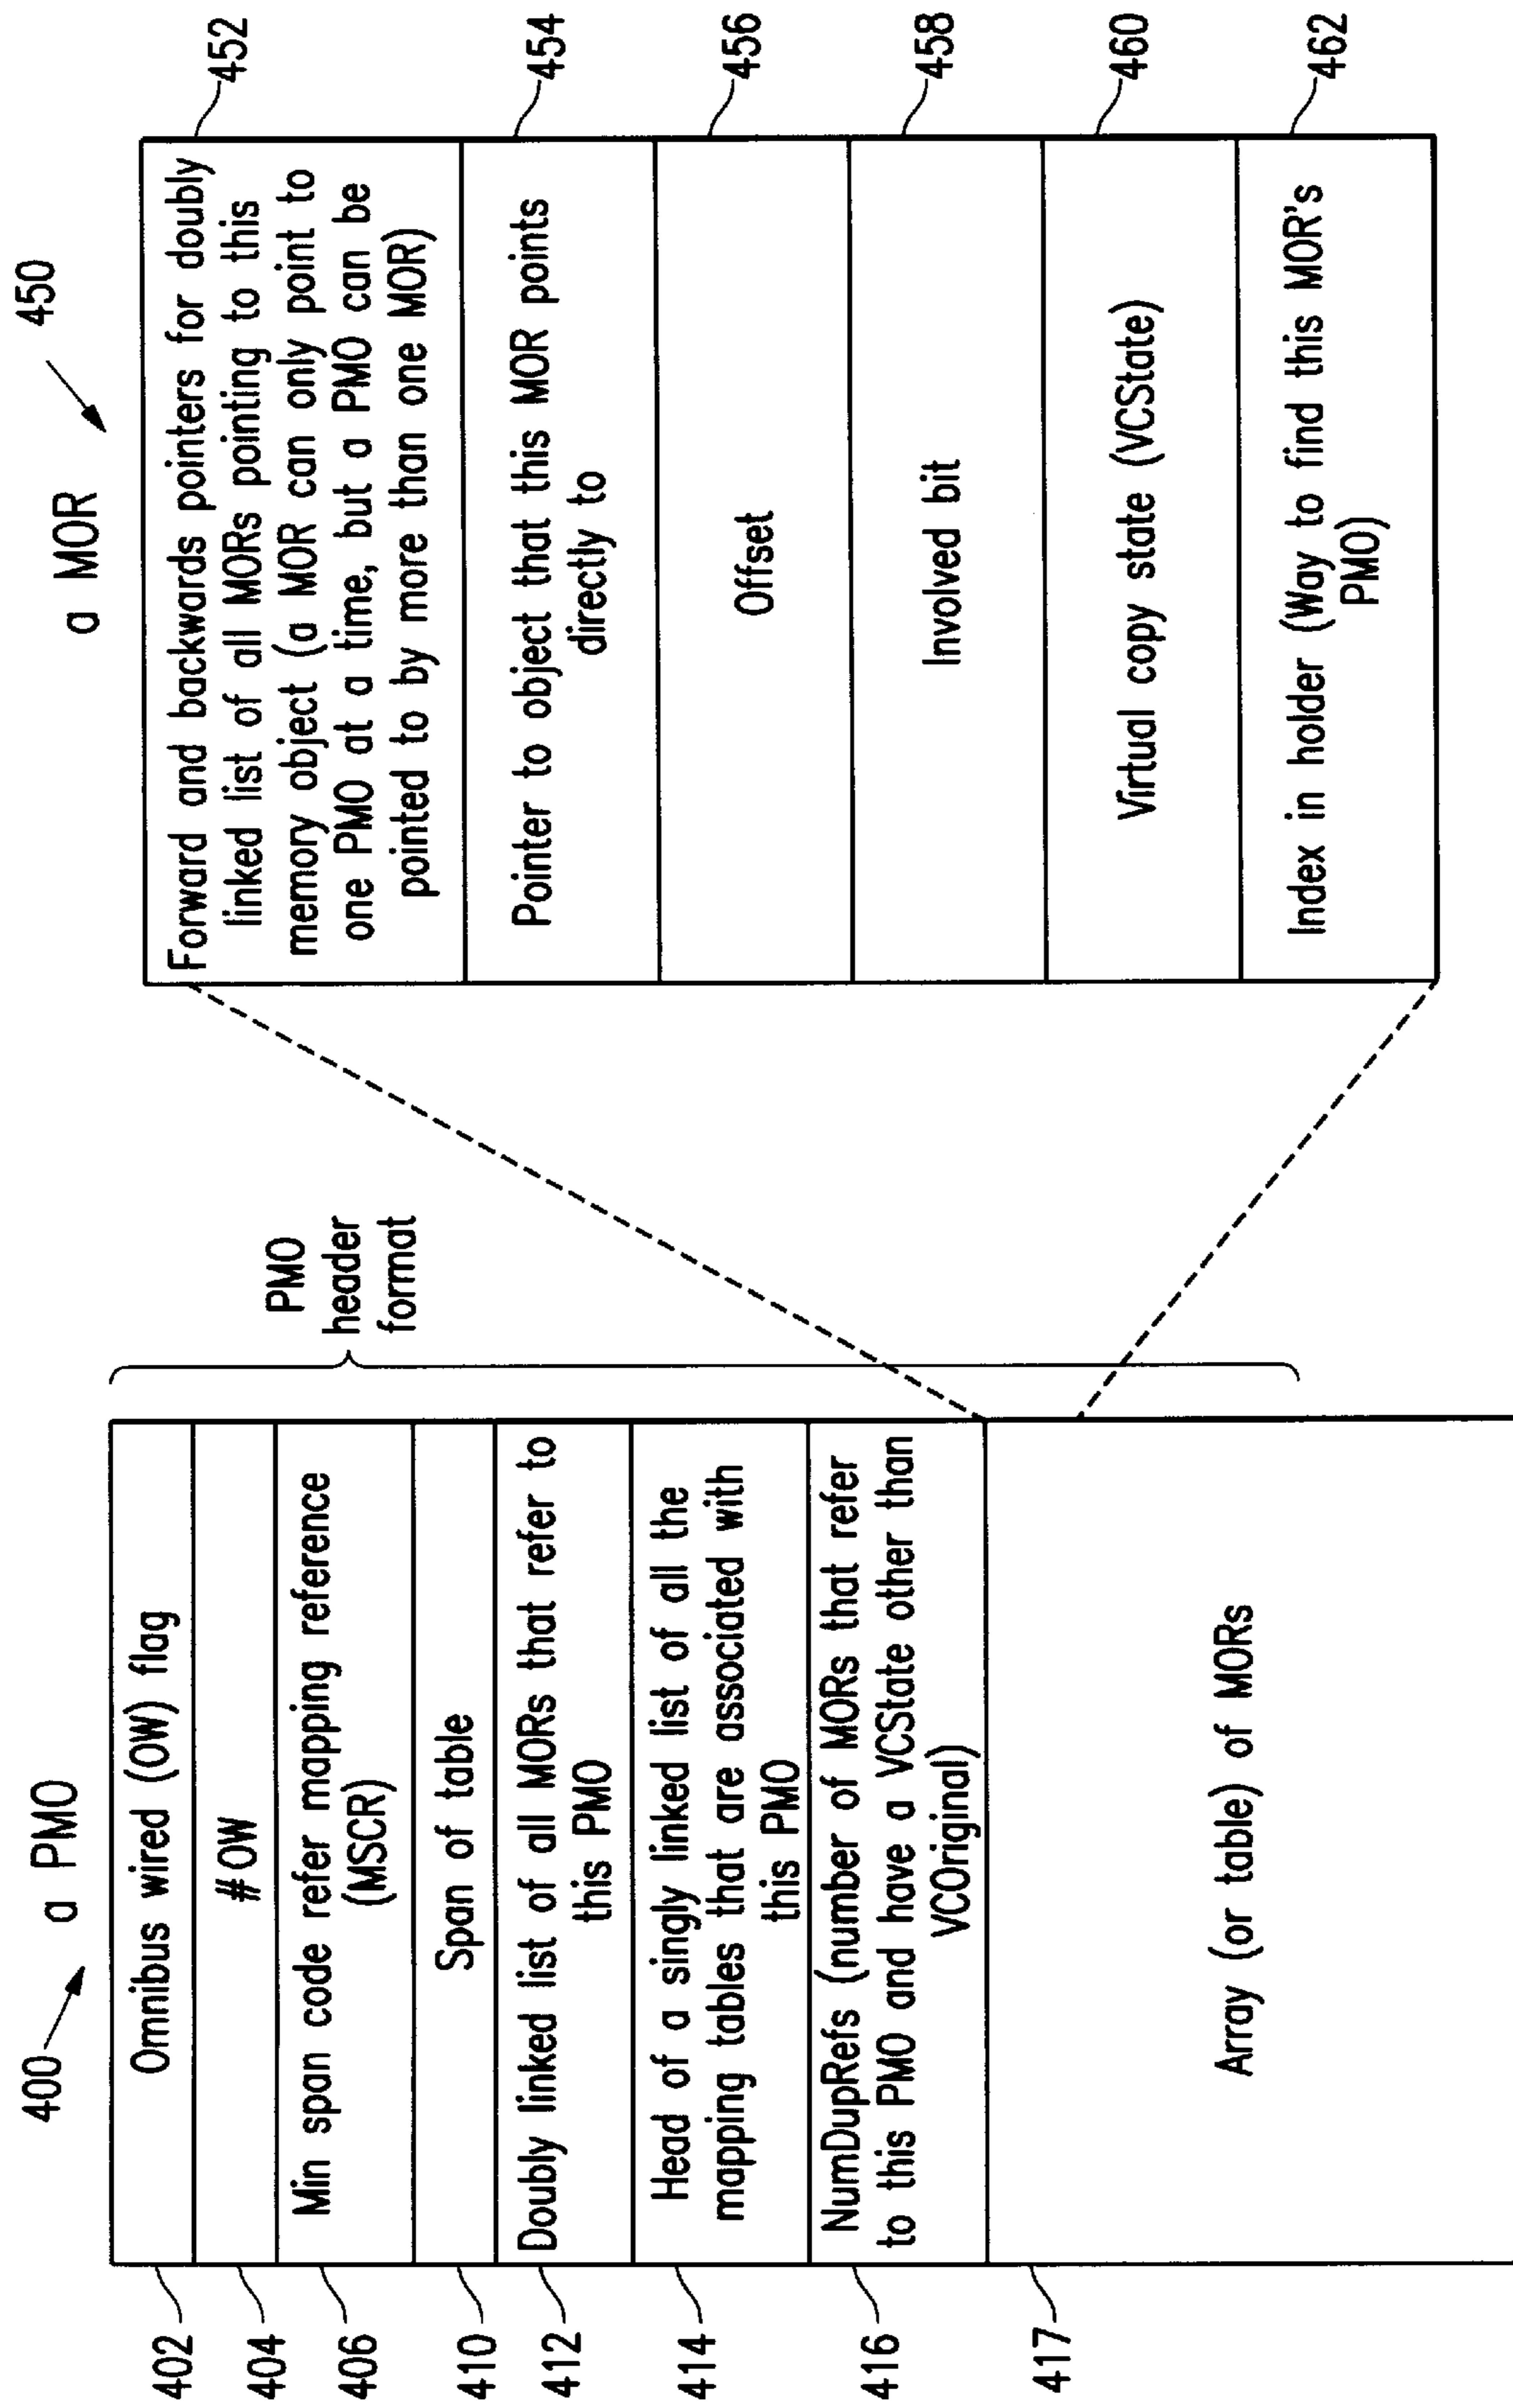 400
a PMO
402
Omnibus wired (OW) flag
404
# OW
406
Min span code refer mapping reference
(MSCR)
410
Span of table
412
Doubly linked list of all MORs that refer to
this PMO
414
Head of a singly linked list of all the
mapping tables that are associated with
this PMO
416
NumDupRefs (number of MORs that refer
to this PMO and have a VCState other than
VCOriginal)
417
Array (or table) of MORs
PMO
header
format
a MOR
450
Forward and backwards pointers for doubly
linked list of all MORs pointing to this
memory object (a MOR can only point to
one PMO at a time, but a PMO can be
pointed to by more than one MOR)
452
Pointer to object that this MOR points
directly to
454
Offset
456
Involved bit
458
Virtual copy state (VCState)
460
Index in holder (Way to find this MOR's
PMO)
462